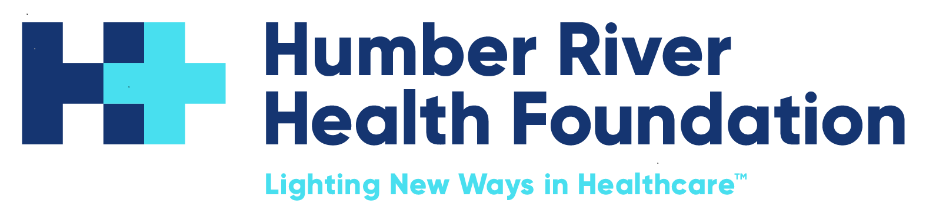 H+
Humber River
Health Foundation
Lighting New Ways in Healthcare™